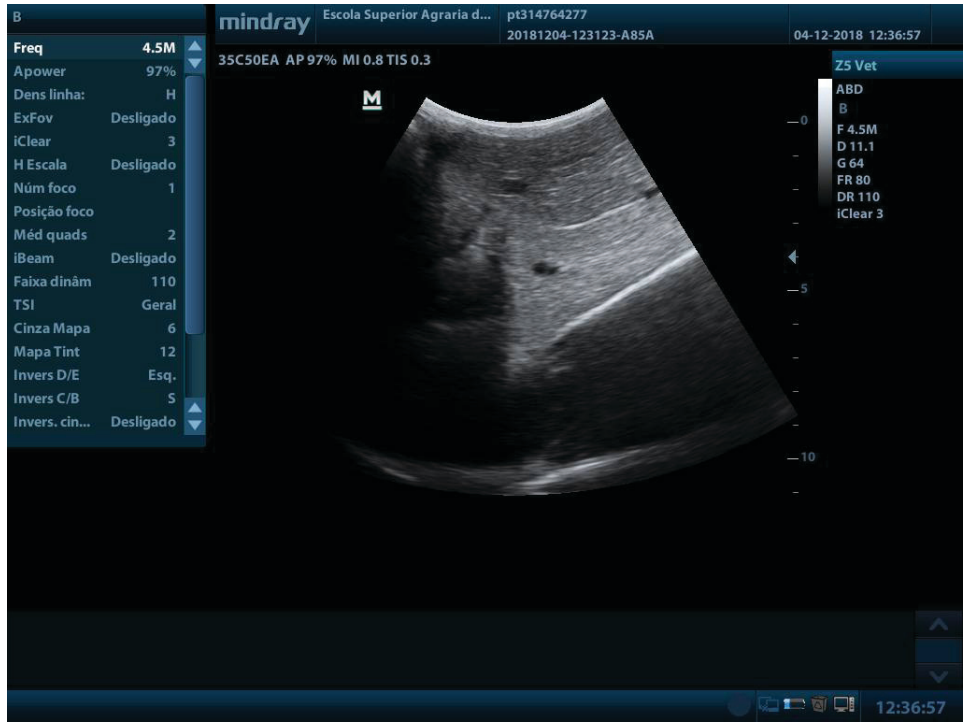 B
mindray
Escola Superior Agraria d...
pt314764277
20181204-123123-A85A
04-12-2018 12:36:57
Freq 4.5M
Apower 97%
Dens linha: H
ExFov Desligado
iClear 3
H Escala Desligado
Núm foco 1
Posição foco
Méd quads 2
iBeam Desligado
Faixa dinâm 110
TSI Geral
Cinza Mapa 6
Mapa Tint 12
Invers D/E Esq.
Invers C/B S
Invers. cin... Desligado
35C50EA AP 97% MI 0.8 TIS 0.3
M
0
5
10
Z5 Vet
ABD
B
F 4.5M
D 11.1
G 64
FR 80
DR 110
iClear 3
12:36:57